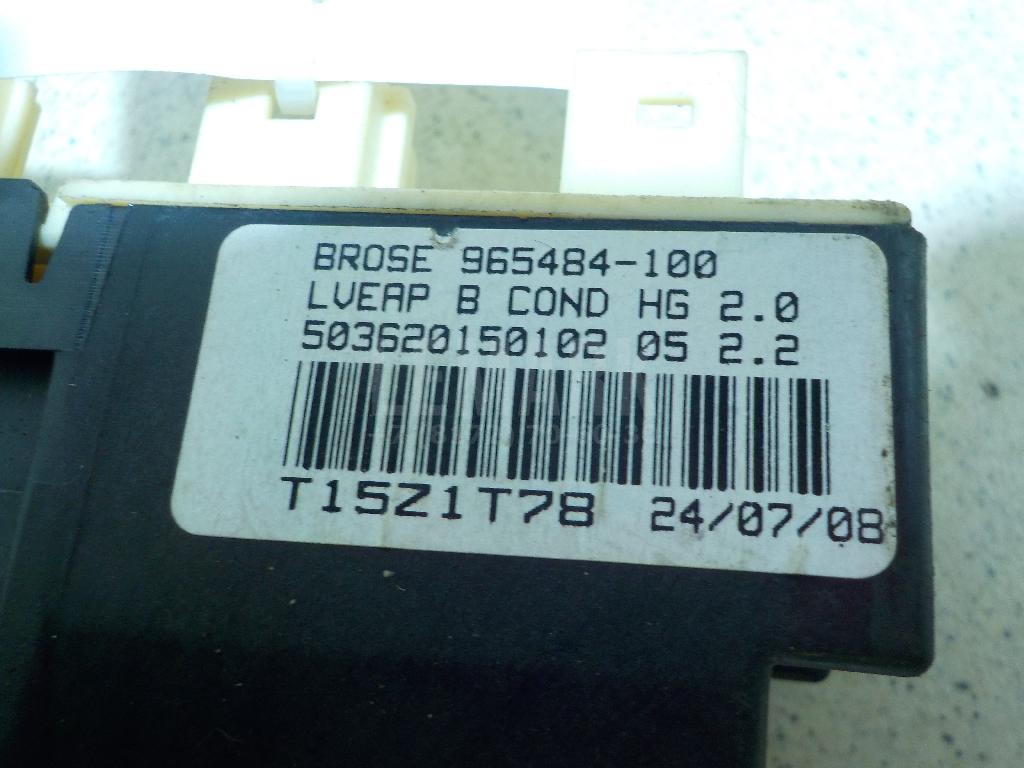 BROSE 965484-100
LVEAP B COND HG 2.0
503620150102 05 2.2
T15Z1T78 24/07/08